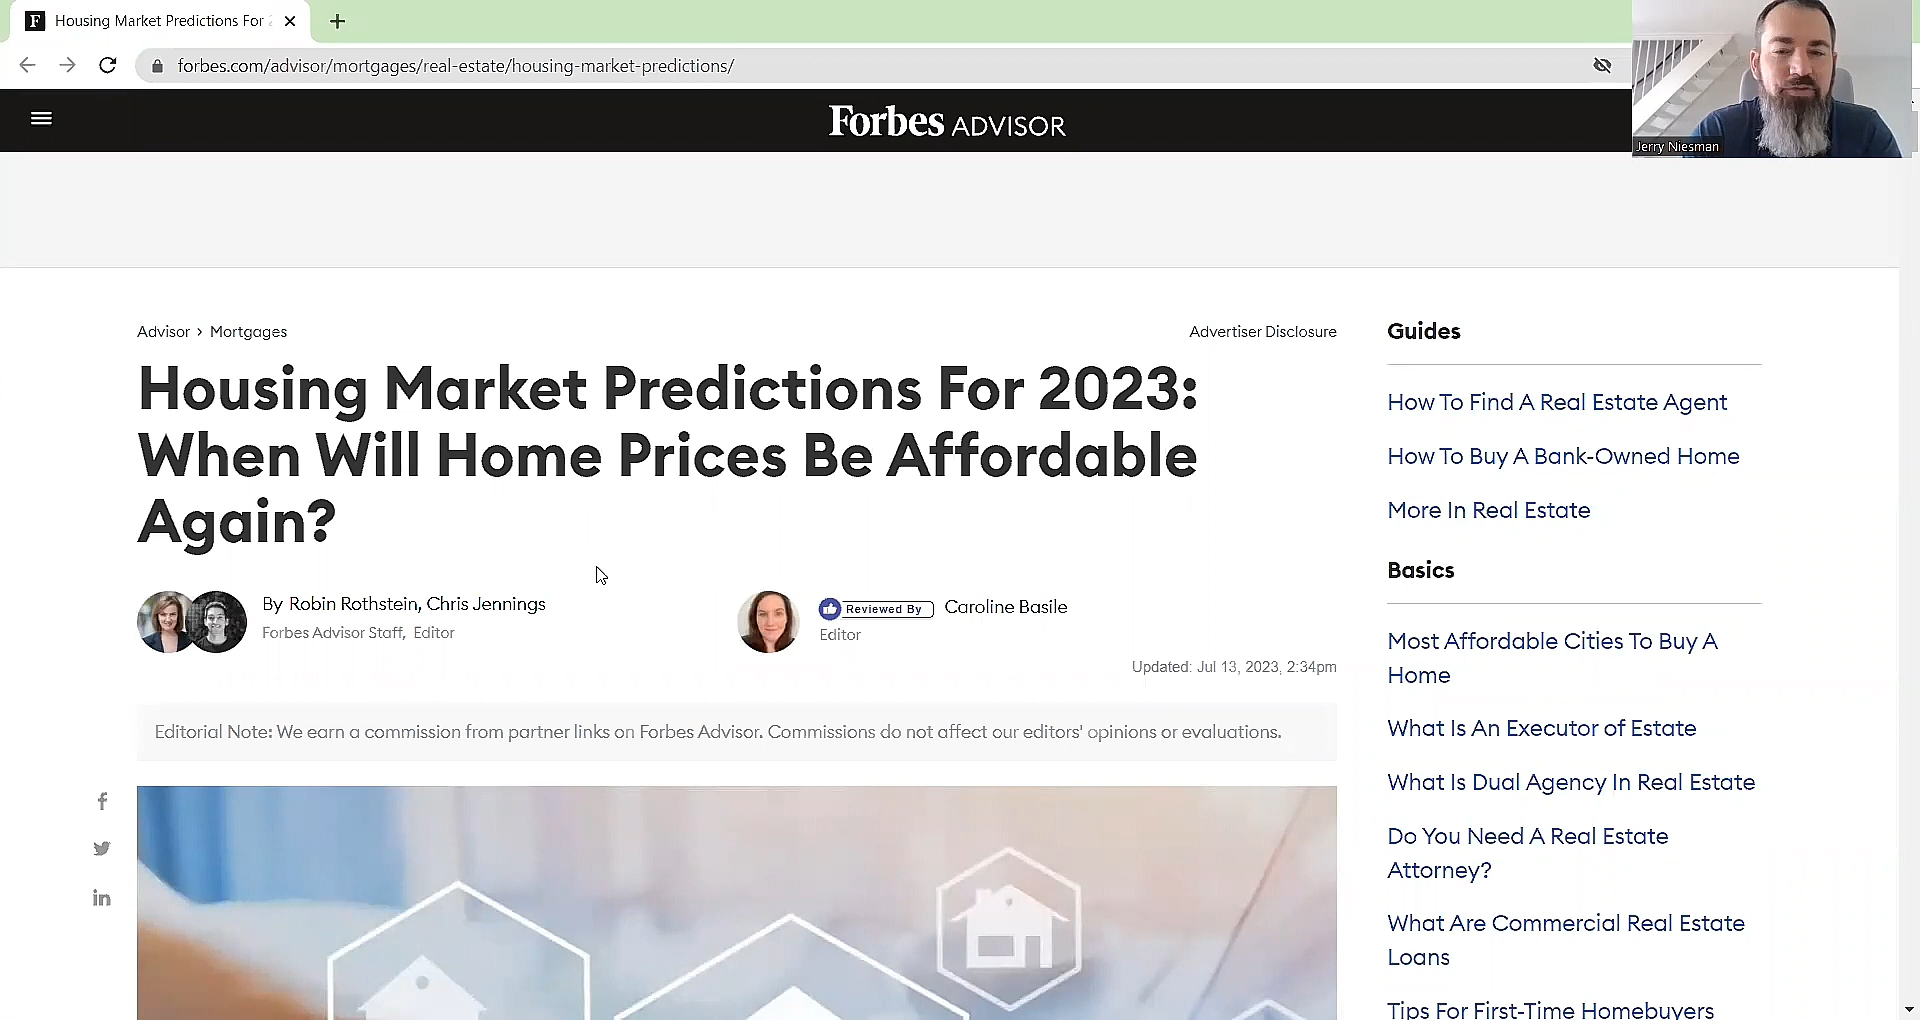 Housing Market Predictions For 2
forbes.com/advisor/mortgages/real-estate/housing-market-predictions/
Forbes ADVISOR
Jerry Niesman
Advisor > Mortgages
Advertiser Disclosure
Housing Market Predictions For 2023:
When Will Home Prices Be Affordable
Again?
By Robin Rothstein, Chris Jennings
Forbes Advisor Staff, Editor
Reviewed By Caroline Basile
Editor
Updated: Jul 13, 2023, 2:34pm
Editorial Note: We earn a commission from partner links on Forbes Advisor. Commissions do not affect our editors' opinions or evaluations.
f
in
Guides
How To Find A Real Estate Agent
How To Buy A Bank-Owned Home
More In Real Estate
Basics
Most Affordable Cities To Buy A
Home
What Is An Executor of Estate
What Is Dual Agency In Real Estate
Do You Need A Real Estate
Attorney?
What Are Commercial Real Estate
Loans
Tips For First-Time Homebuyers